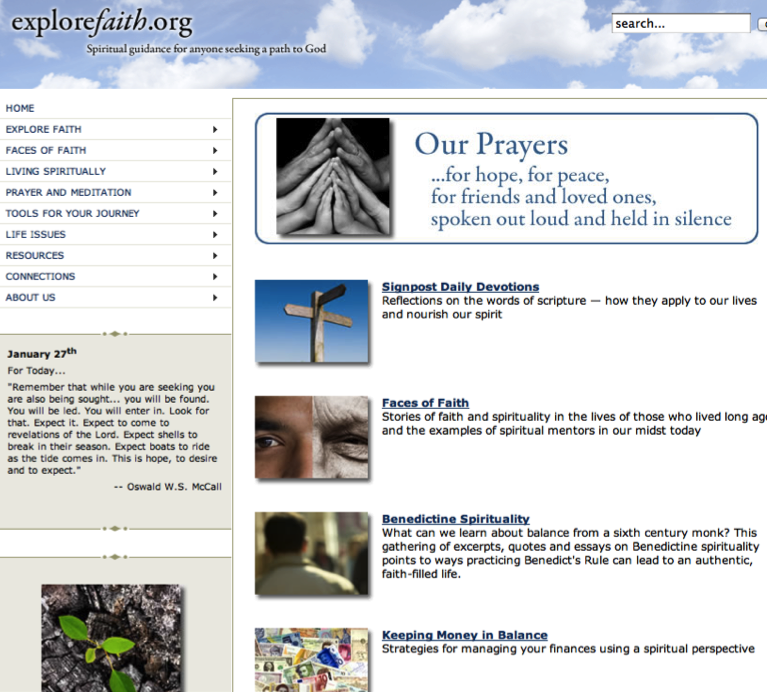 explorefaith.org
Spiritual guidance for anyone seeking a path to God
search...
HOME
EXPLORE FAITH
FACES OF FAITH
LIVING SPIRITUALLY
PRAYER AND MEDITATION
TOOLS FOR YOUR JOURNEY
LIFE ISSUES
RESOURCES
CONNECTIONS
ABOUT US
January 27th
For Today...
"Remember that while you are seeking you
are also being sought... you will be found.
You will be led. You will enter in. Look for
that. Expect it. Expect to come to
revelations of the Lord. Expect shells to
break in their season. Expect boats to ride
as the tide comes in. This is hope, to desire
and to expect."
-- Oswald W.S. McCall
Our Prayers
...for hope, for peace,
for friends and loved ones,
spoken out loud and held in silence
Signpost Daily Devotions
Reflections on the words of scripture — how they apply to our lives
and nourish our spirit
Faces of Faith
Stories of faith and spirituality in the lives of those who lived long
and the examples of spiritual mentors in our midst today
Benedictine Spirituality
What can we learn about balance from a sixth century monk? This
gathering of excerpts, quotes and essays on Benedictine spirituality
points to ways practicing Benedict's Rule can lead to an authentic,
faith-filled life.
Keeping Money in Balance
Strategies for managing your finances using a spiritual perspective